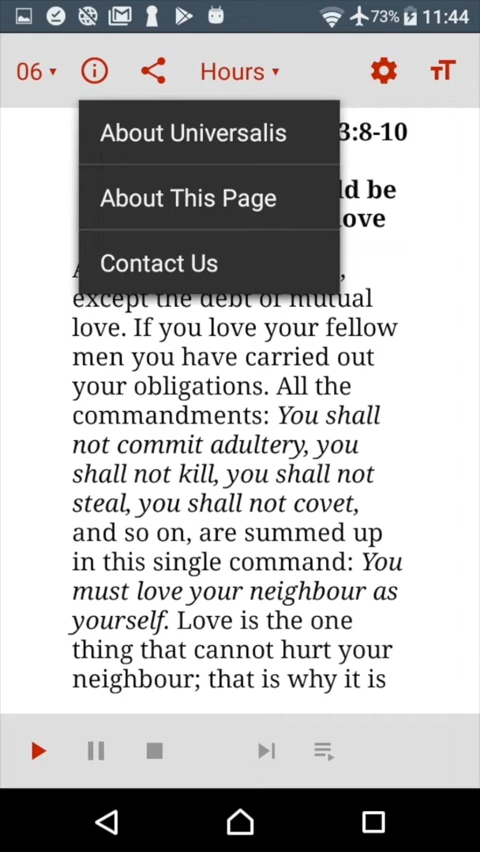 73% 11:44
06 Hours TT
About Universalis
3:8-10
About This Page
ld be
love
Contact Us
except the debt of mutual
love. If you love your fellow
men you have carried out
your obligations. All the
commandments: You shall
not commit adultery, you
shall not kill, you shall not
steal, you shall not covet,
and so on, are summed up
in this single command: You
must love your neighbour as
yourself. Love is the one
thing that cannot hurt your
neighbour; that is why it is